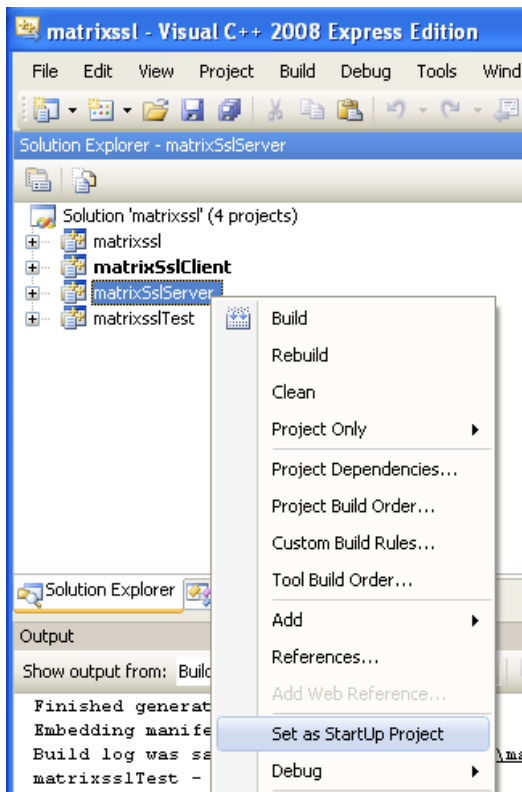 matrixssl - Visual C++ 2008 Express Edition
File Edit View Project Build Debug Tools Wind
Solution Explorer - matrixSslServer
Solution 'matrixssl' (4 projects)
matrixssl
matrixSslClient
matrixSslServer
matrixsslTest
Build
Rebuild
Clean
Project Only
Project Dependencies...
Project Build Order...
Custom Build Rules...
Tool Build Order...
Add
References...
Add Web Reference...
Set as StartUp Project
Debug
Solution Explorer
Output
Show output from: Build
Finished generat
Embedding manife
Build log was sa
matrixsslTest -